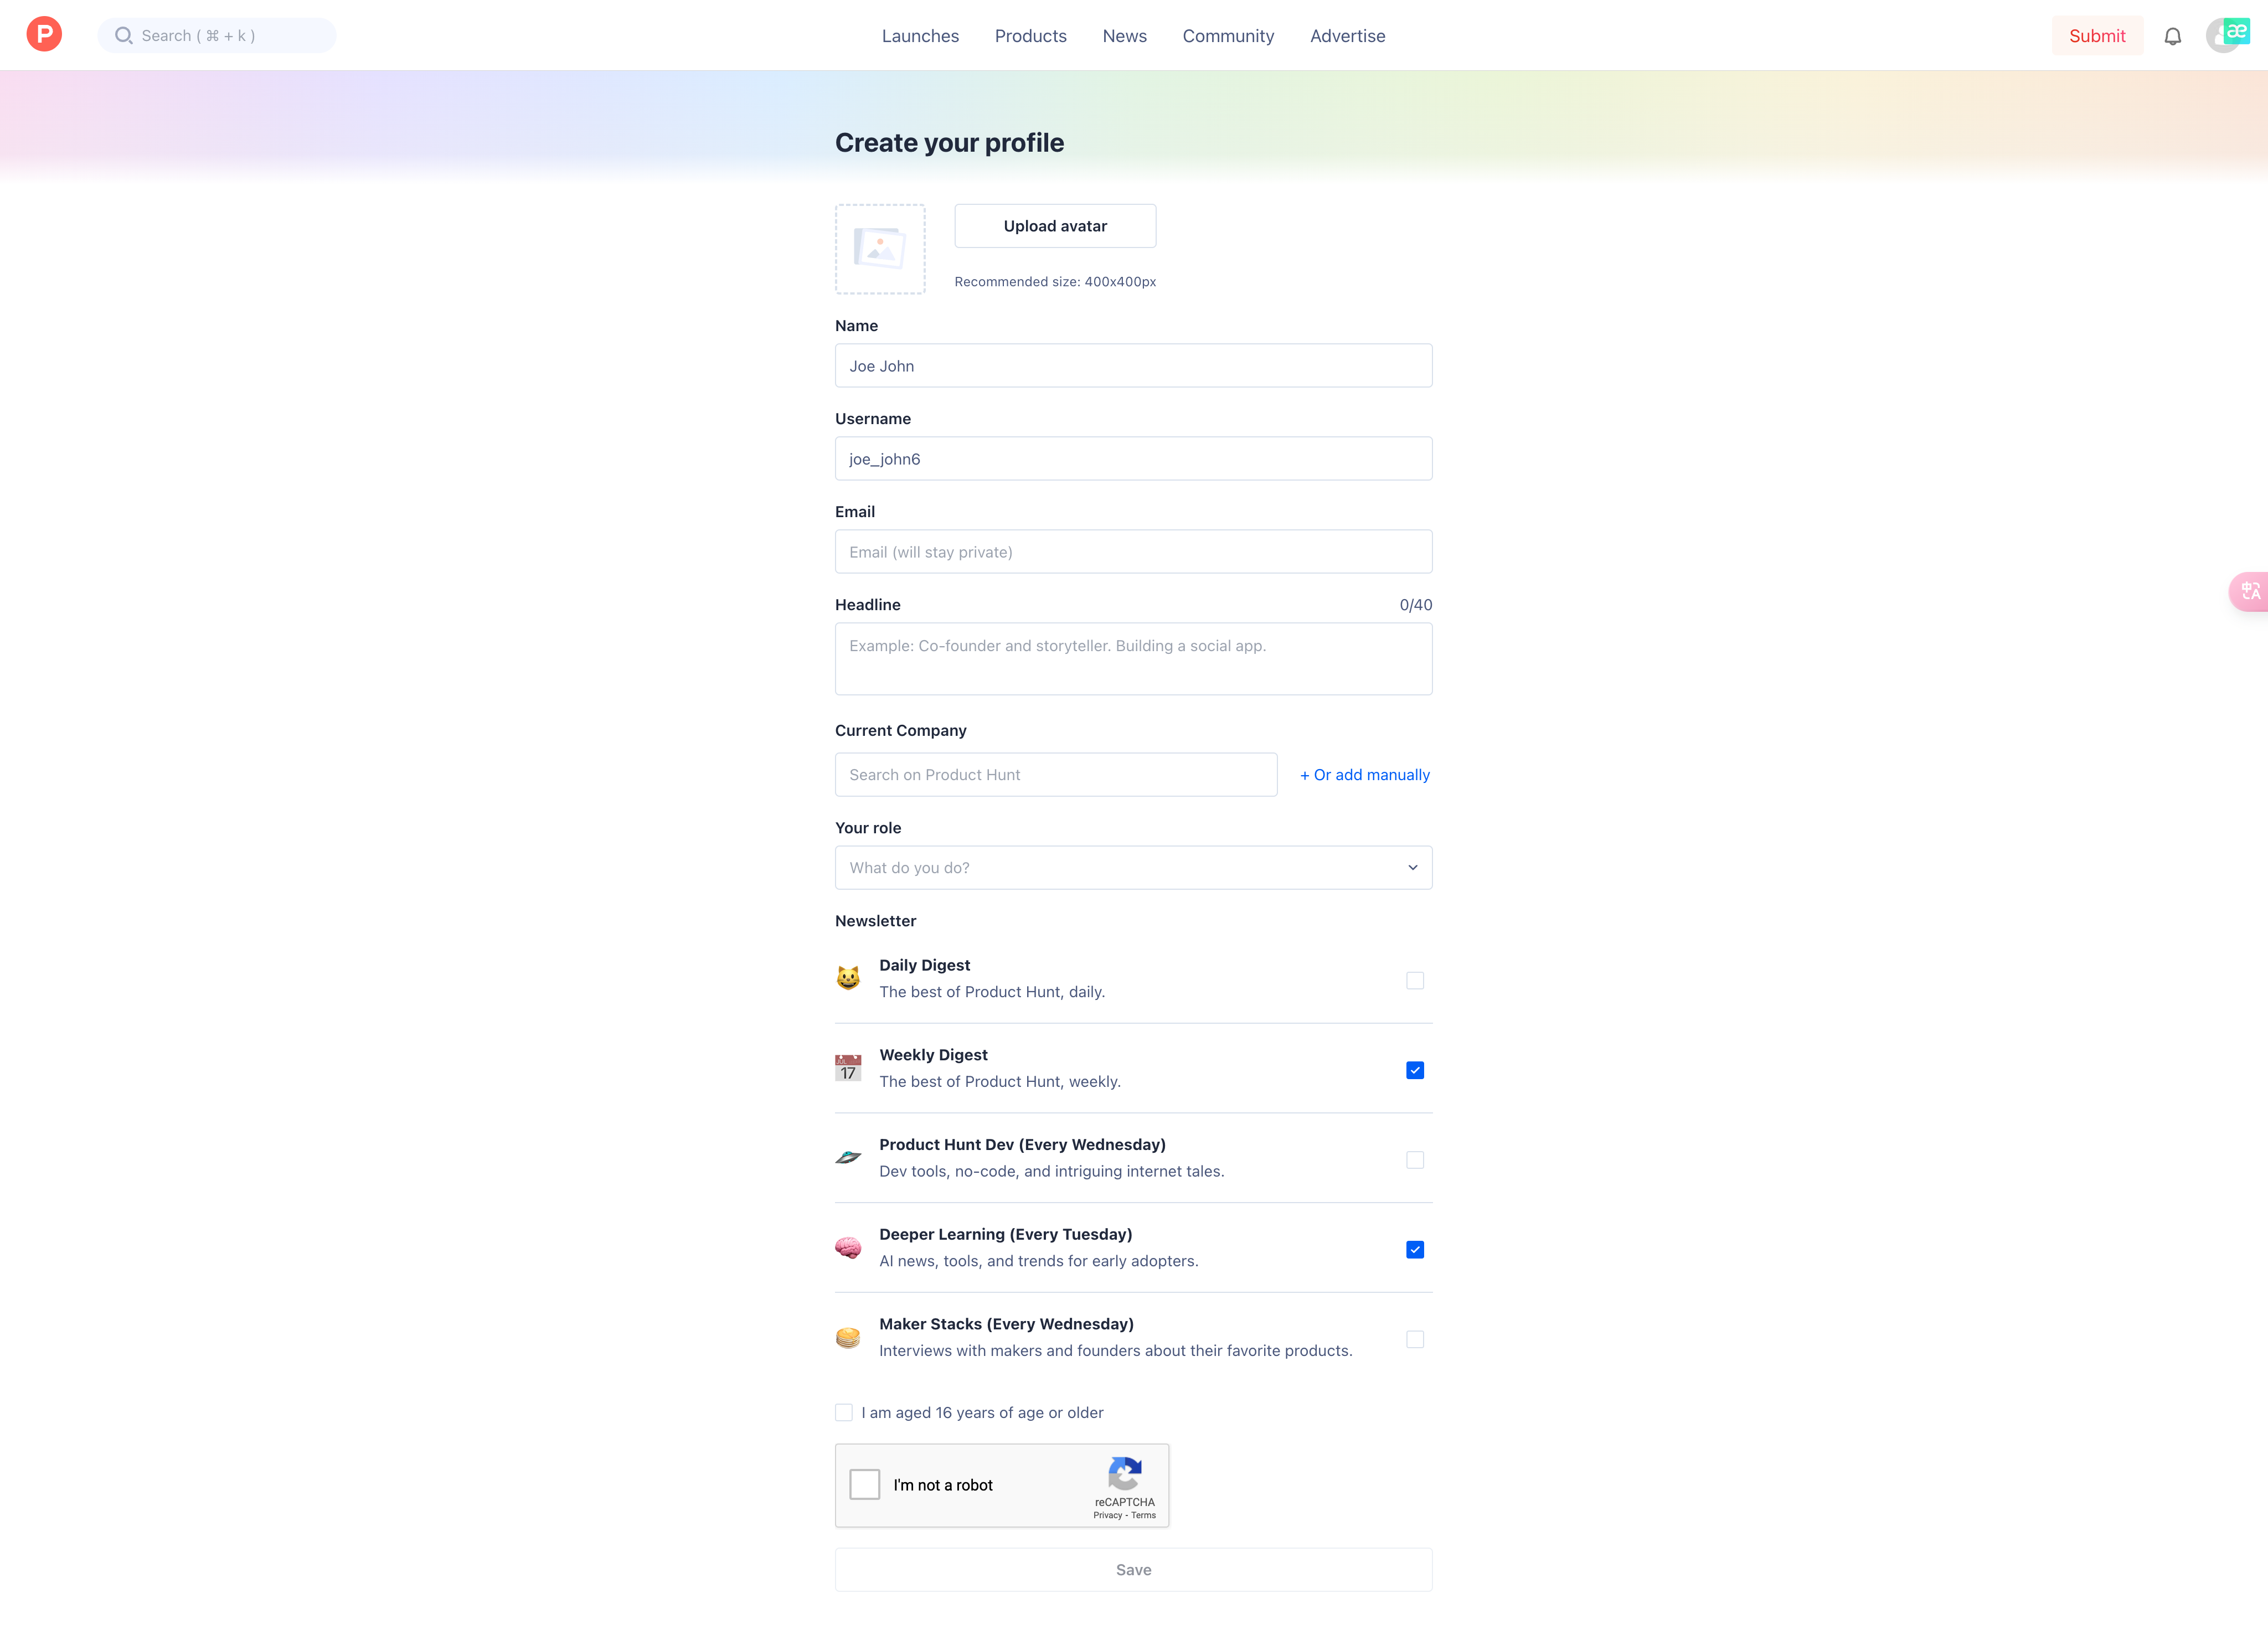 P
Search ( ⌘ + k )
Launches
Products
News
Community
Advertise
Submit
æ
Create your profile
Upload avatar
Recommended size: 400x400px
Name
Joe John
Username
joe_john6
Email
Email (will stay private)
Headline
0/40
Example: Co-founder and storyteller. Building a social app.
Current Company
Search on Product Hunt
+ Or add manually
Your role
What do you do?
Newsletter
Daily Digest
The best of Product Hunt, daily.
Weekly Digest
17
The best of Product Hunt, weekly.
Product Hunt Dev (Every Wednesday)
Dev tools, no-code, and intriguing internet tales.
Deeper Learning (Every Tuesday)
AI news, tools, and trends for early adopters.
Maker Stacks (Every Wednesday)
Interviews with makers and founders about their favorite products.
I am aged 16 years of age or older
I'm not a robot
reCAPTCHA
Privacy - Terms
Save